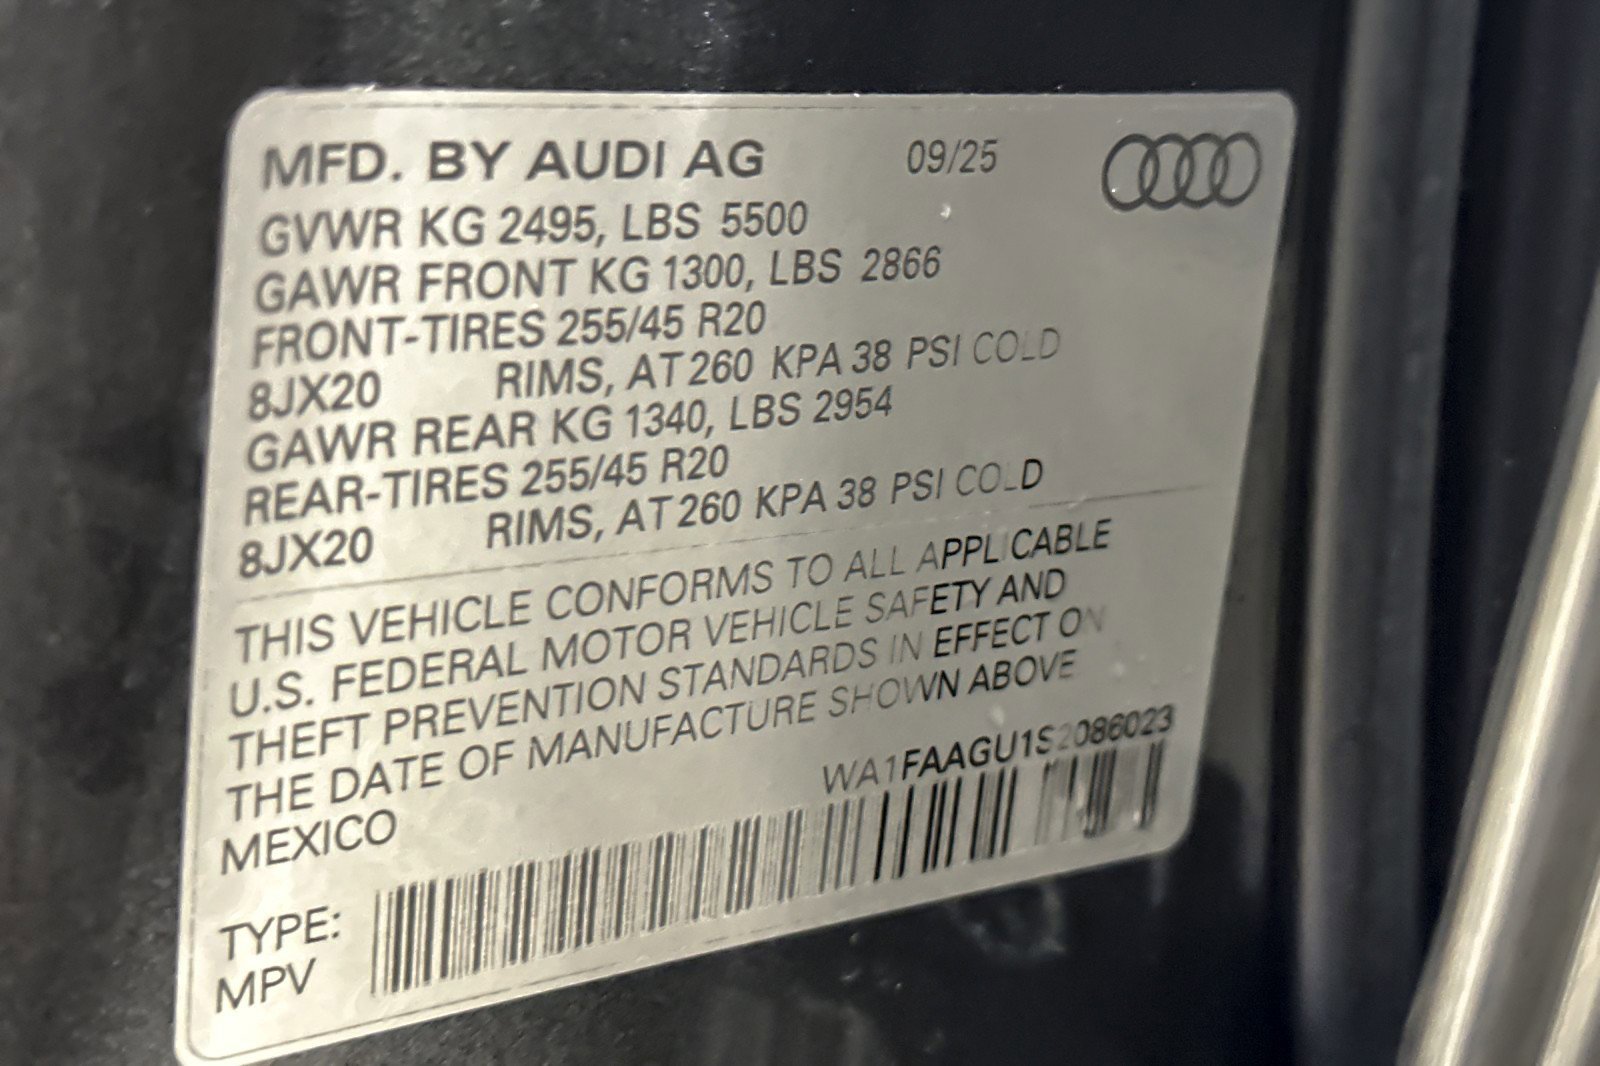 MFD. BY AUDI AG 09/25
GVWR KG 2495, LBS 5500
GAWR FRONT KG 1300, LBS 2866
FRONT-TIRES 255/45 R20
8JX20 RIMS, AT 260 KPA 38 PSI COLD
GAWR REAR KG 1340, LBS 2954
REAR-TIRES 255/45 R20
8JX20 RIMS, AT 260 KPA 38 PSI COLD
THIS VEHICLE CONFORMS TO ALL APPLICABLE
U.S. FEDERAL MOTOR VEHICLE SAFETY AND
THEFT PREVENTION STANDARDS IN EFFECT ON
THE DATE OF MANUFACTURE SHOWN ABOVE
MEXICO
WA1FAAGU1S2086023
TYPE:
MPV